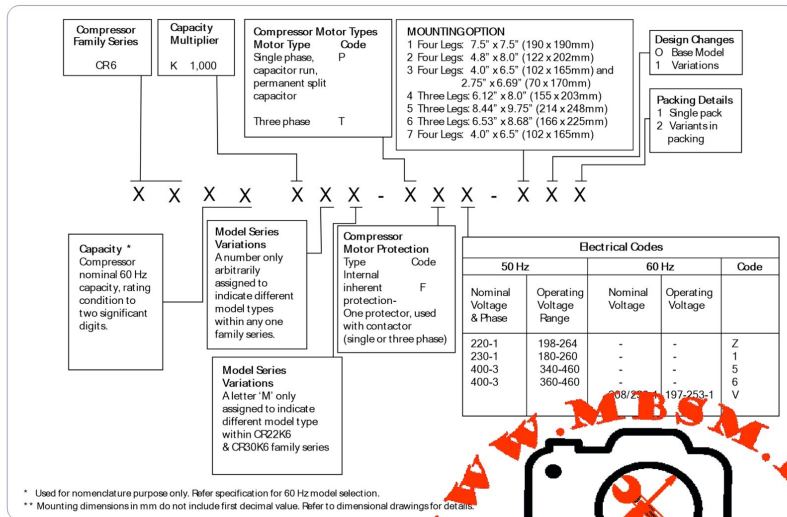 Compressor
Family Series
CR6
Capacity
Multiplier
K 1,000
Compressor Motor Types
Motor Type Code
Single phase, P
capacitor run,
permanent split
capacitor
Three phase T
MOUNTING OPTION
1 Four Legs: 7.5" x 7.5" (190 x 190mm)
2 Four Legs: 4.8" x 8.0" (122 x 202mm)
3 Four Legs: 4.0" x 6.5" (102 x 165mm) and
2.75" x 6.69" (70 x 170mm)
4 Three Legs: 6.12" x 8.0" (155 x 203mm)
5 Three Legs: 8.44" x 9.75" (214 x 248mm)
6 Three Legs: 6.53" x 8.68" (166 x 225mm)
7 Four Legs: 4.0" x 6.5" (102 x 165mm)
Design Changes
O Base Model
1 Variations
Packing Details
1 Single pack
2 Variants in
packing
X X X X X X X - X X X - X X X
Capacity *
Compressor
nominal 60 Hz
capacity, rating
condition to
two significant
digits.
Model Series
Variations
A number only
arbitrarily
assigned to
indicate different
model types
within any one
family series.
Model Series
Variations
A letter 'M' only
assigned to indicate
different model type
within CR22K6
& CR30K6 family series
Compressor
Motor Protection
Type Code
Internal
inherent F
protection-
One protector, used
with contactor
(single or three phase)
Electrical Codes
50 Hz 60 Hz Code
Nominal Operating Nominal Operating
Voltage Voltage Voltage Voltage
& Phase Range Range
220-1 198-264 - - Z
230-1 180-260 - - 1
400-3 340-460 - - 5
400-3 360-460 - - 6
197-253-1 V
* Used for nomenclature purpose only. Refer specification for 60 Hz model selection.
** Mounting dimensions in mm do not include first decimal value. Refer to dimensional drawings for details.
W.MBSM.